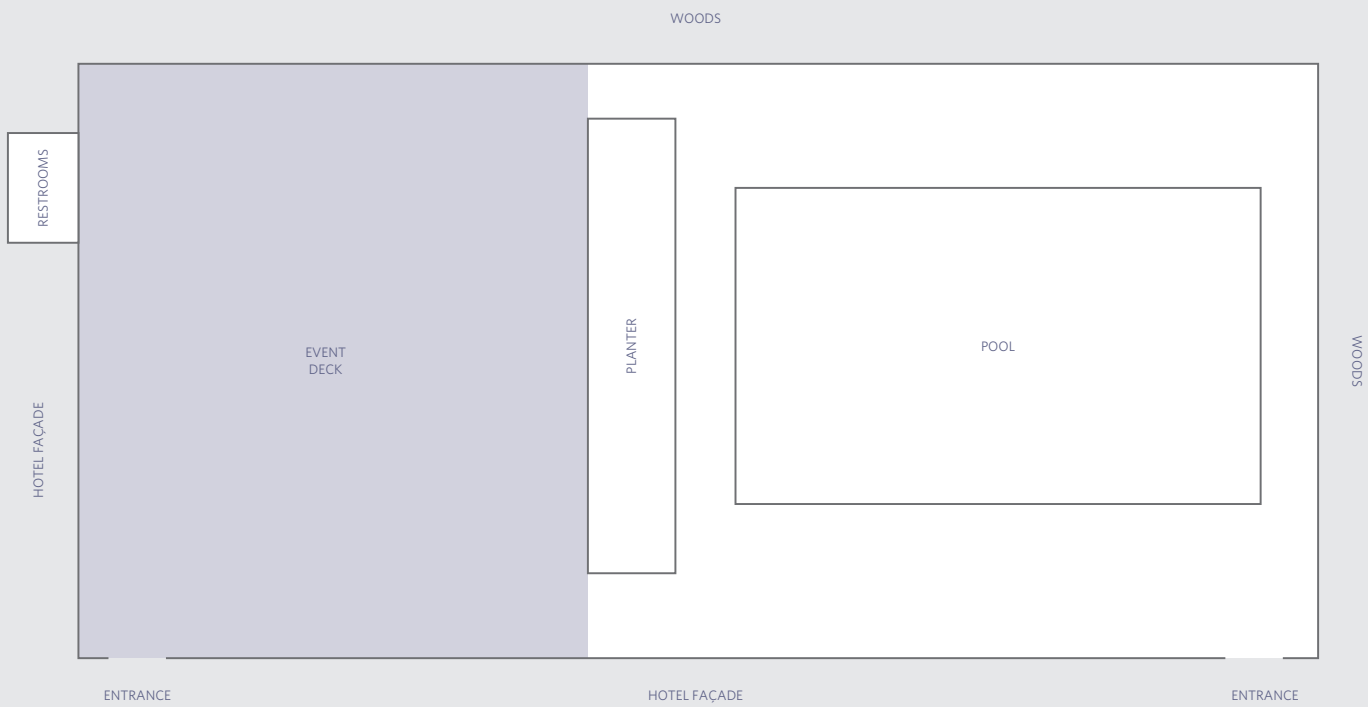 WOODS
RESTROOMS
EVENT
DECK
PLANTER
POOL
WOODS
HOTEL FAÇADE
ENTRANCE
HOTEL FAÇADE
ENTRANCE